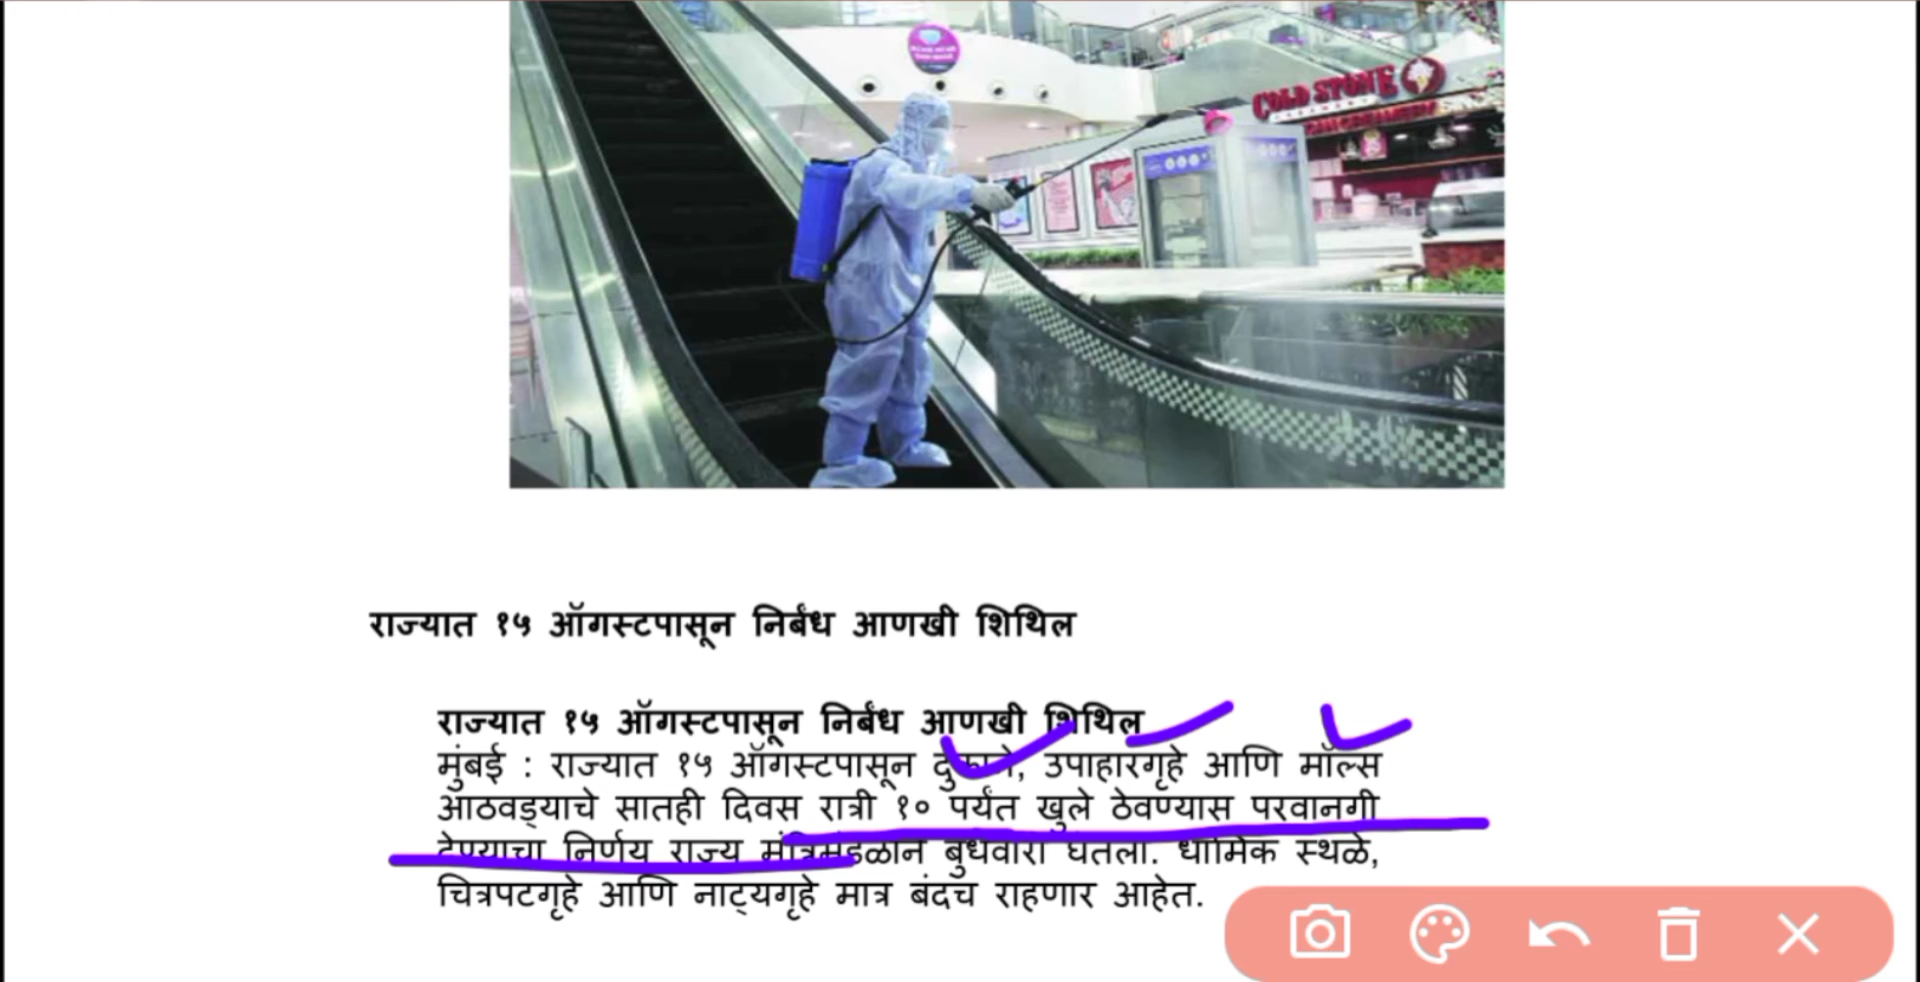 COLD STONE
राज्यात १५ ऑगस्टपासून निर्बंध आणखी शिथिल
राज्यात १५ ऑगस्टपासून निर्बंध आणखी शिथिल
मुंबई : राज्यात १५ ऑगस्टपासून दुकाने, उपाहारगृहे आणि मॉल्स
आठवड्याचे सातही दिवस रात्री १० पर्यंत खुले ठेवण्यास परवानगी
देण्याचा निर्णय राज्य मंत्रिमंडळाने बुधवारी घेतला. धार्मिक स्थळे,
चित्रपटगृहे आणि नाट्यगृहे मात्र बंदच राहणार आहेत.